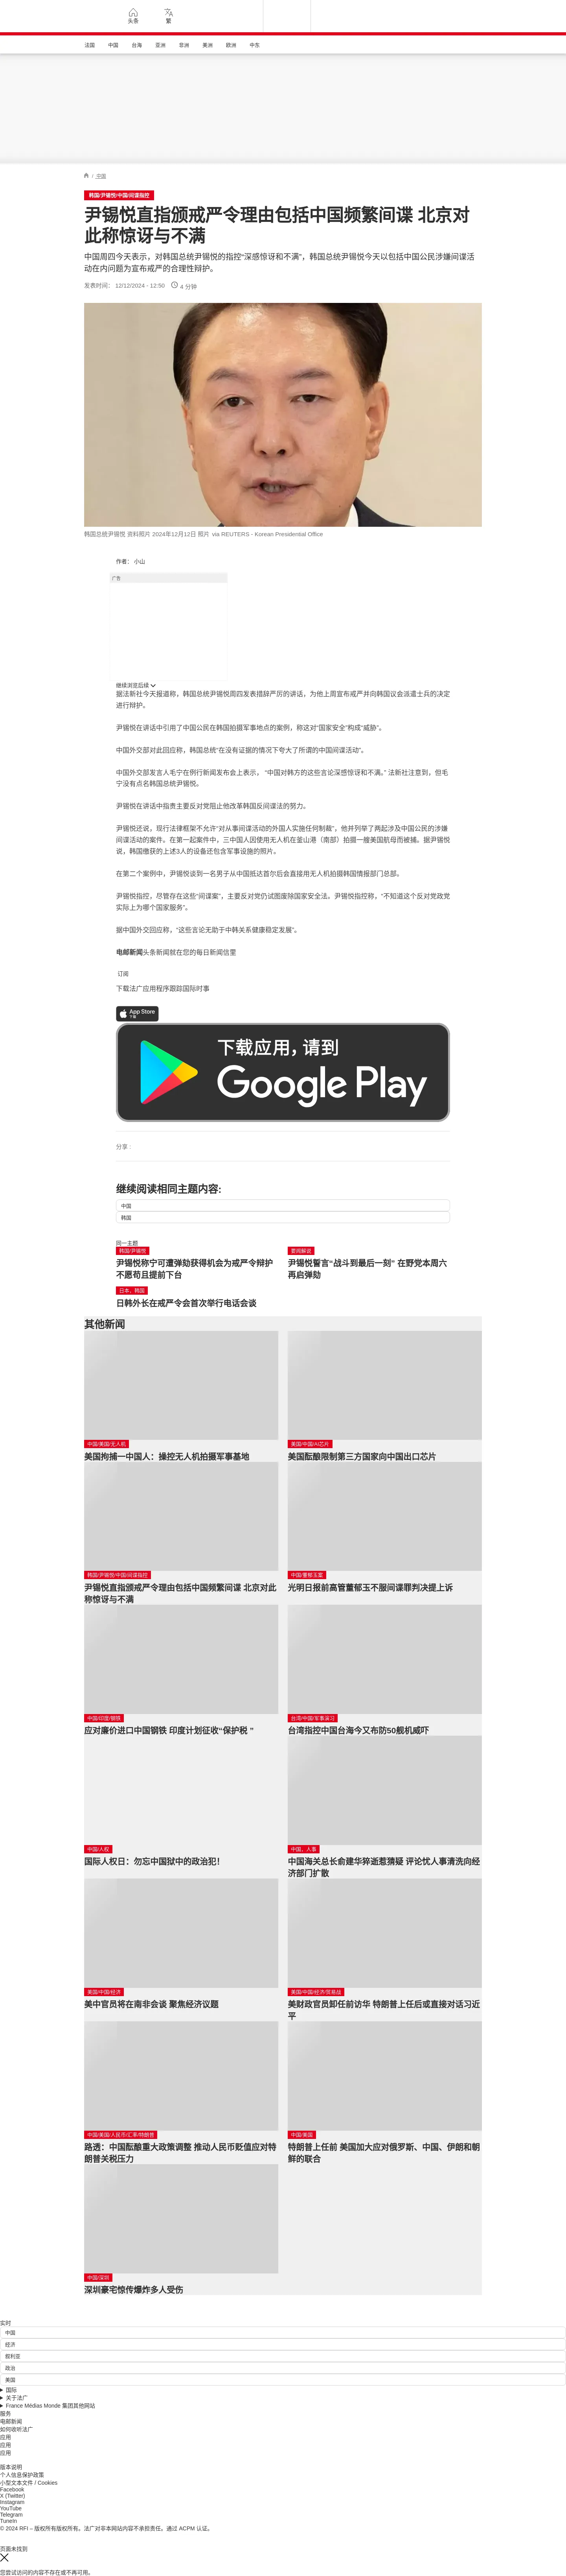 头条
繁
法国
中国
台海
亚洲
非洲
美洲
欧洲
中东
/ 中国
韩国/尹锡悦/中国/间谍指控
尹锡悦直指颁戒严令理由包括中国频繁间谍 北京对
此称惊讶与不满
中国周四今天表示，对韩国总统尹锡悦的指控“深感惊讶和不满”，韩国总统尹锡悦今天以包括中国公民涉嫌间谍活
动在内问题为宣布戒严的合理性辩护。
发表时间： 12/12/2024 - 12:50 4 分钟
韩国总统尹锡悦 资料照片 2024年12月12日 照片 via REUTERS - Korean Presidential Office
作者： 小山
广告
继续浏览后续
据法新社今天报道称，韩国总统尹锡悦周四发表措辞严厉的讲话，为他上周宣布戒严并向韩国议会派遣士兵的决定
进行辩护。
尹锡悦在讲话中引用了中国公民在韩国拍摄军事地点的案例，称这对“国家安全”构成“威胁”。
中国外交部对此回应称，韩国总统“在没有证据的情况下夸大了所谓的中国间谍活动”。
中国外交部发言人毛宁在例行新闻发布会上表示， “中国对韩方的这些言论深感惊讶和不满。” 法新社注意到，但毛
宁没有点名韩国总统尹锡悦。
尹锡悦在讲话中指责主要反对党阻止他改革韩国反间谍法的努力。
尹锡悦还说，现行法律框架不允许“对从事间谍活动的外国人实施任何制裁”，他并列举了两起涉及中国公民的涉嫌
间谍活动的案件。在第一起案件中，三中国人因使用无人机在釜山港（南部）拍摄一艘美国航母而被捕。据尹锡悦
说，韩国缴获的上述3人的设备还包含军事设施的照片。
在第二个案例中，尹锡悦谈到一名男子从中国抵达首尔后会直接用无人机拍摄韩国情报部门总部。
尹锡悦指控，尽管存在这些“间谍案”，主要反对党仍试图废除国家安全法。尹锡悦指控称，“不知道这个反对党政党
实际上为哪个国家服务”。
据中国外交回应称，“这些言论无助于中韩关系健康稳定发展”。
电邮新闻头条新闻就在您的每日新闻信里
订阅
下载法广应用程序跟踪国际时事
App Store
下载
下载应用，请到
Google Play
分享 :
继续阅读相同主题内容:
中国
韩国
同一主题
韩国/尹锡悦
尹锡悦称宁可遭弹劾获得机会为戒严令辩护
不愿苟且提前下台
要闻解说
尹锡悦誓言“战斗到最后一刻” 在野党本周六
再启弹劾
日本、韩国
日韩外长在戒严令会首次举行电话会谈
其他新闻
中国/美国/无人机
美国拘捕一中国人：操控无人机拍摄军事基地
美国/中国/AI芯片
美国酝酿限制第三方国家向中国出口芯片
韩国/尹锡悦/中国/间谍指控
尹锡悦直指颁戒严令理由包括中国频繁间谍 北京对此
称惊讶与不满
中国/董郁玉案
光明日报前高管董郁玉不服间谍罪判决提上诉
中国/印度/钢铁
应对廉价进口中国钢铁 印度计划征收“保护税 ”
台湾/中国/军事演习
台湾指控中国台海今又布防50舰机威吓
中国/人权
国际人权日：勿忘中国狱中的政治犯！
中国、人事
中国海关总长俞建华猝逝惹猜疑 评论忧人事清洗向经
济部门扩散
美国/中国/经济
美中官员将在南非会谈 聚焦经济议题
美国/中国/经济/贸易战
美财政官员卸任前访华 特朗普上任后或直接对话习近
平
中国/美国/人民币/汇率/特朗普
路透：中国酝酿重大政策调整 推动人民币贬值应对特
朗普关税压力
中国/美国
特朗普上任前 美国加大应对俄罗斯、中国、伊朗和朝
鲜的联合
中国/深圳
深圳豪宅惊传爆炸多人受伤
实时
中国
经济
叙利亚
政治
美国
国际
关于法广
France Médias Monde 集团其他网站
服务
电邮新闻
如何收听法广
应用
应用
应用
版本说明
个人信息保护政策
小型文本文件 / Cookies
Facebook
X (Twitter)
Instagram
YouTube
Telegram
TuneIn
© 2024 RFI – 版权所有版权所有。法广对非本网站内容不承担责任。通过 ACPM 认证。
页面未找到
您尝试访问的内容不存在或不再可用。